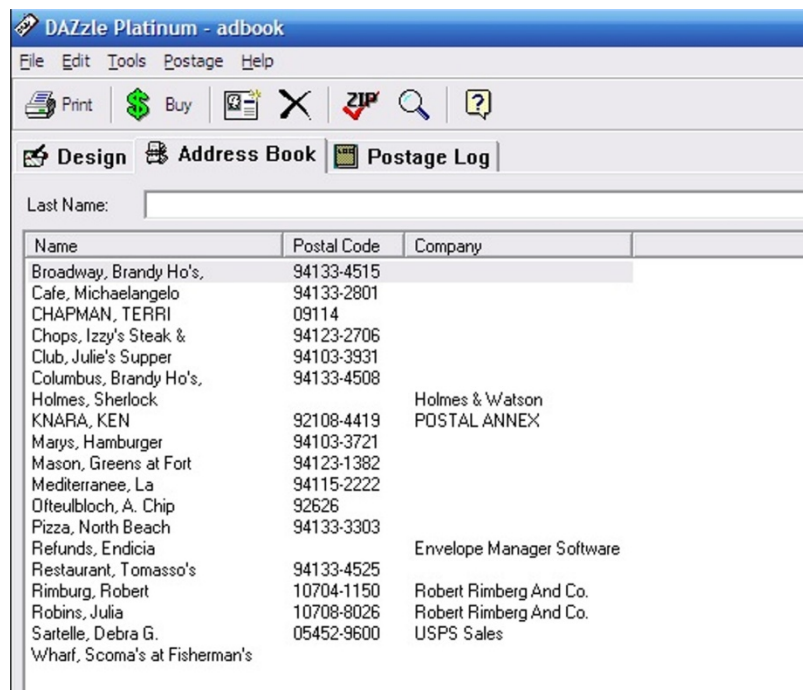 DAZzle Platinum - adbook
File Edit Tools Postage Help
Print Buy ZIP
Design Address Book Postage Log
Last Name:
Name Postal Code Company
Broadway, Brandy Ho's, 94133-4515
Cafe, Michaelangelo 94133-2801
CHAPMAN, TERRI 09114
Chops, Izzy's Steak & 94123-2706
Club, Julie's Supper 94103-3931
Columbus, Brandy Ho's, 94133-4508
Holmes, Sherlock Holmes & Watson
KNARA, KEN 92108-4419 POSTAL ANNEX
Marys, Hamburger 94103-3721
Mason, Greens at Fort 94123-1382
Mediterranee, La 94115-2222
Ofteulbloch, A. Chip 92626
Pizza, North Beach 94133-3303
Refunds, Endicia Envelope Manager Software
Restaurant, Tomasso's 94133-4525
Rimburg, Robert 10704-1150 Robert Rimberg And Co.
Robins, Julia 10708-8026 Robert Rimberg And Co.
Sartelle, Debra G. 05452-9600 USPS Sales
Wharf, Scoma's at Fisherman's